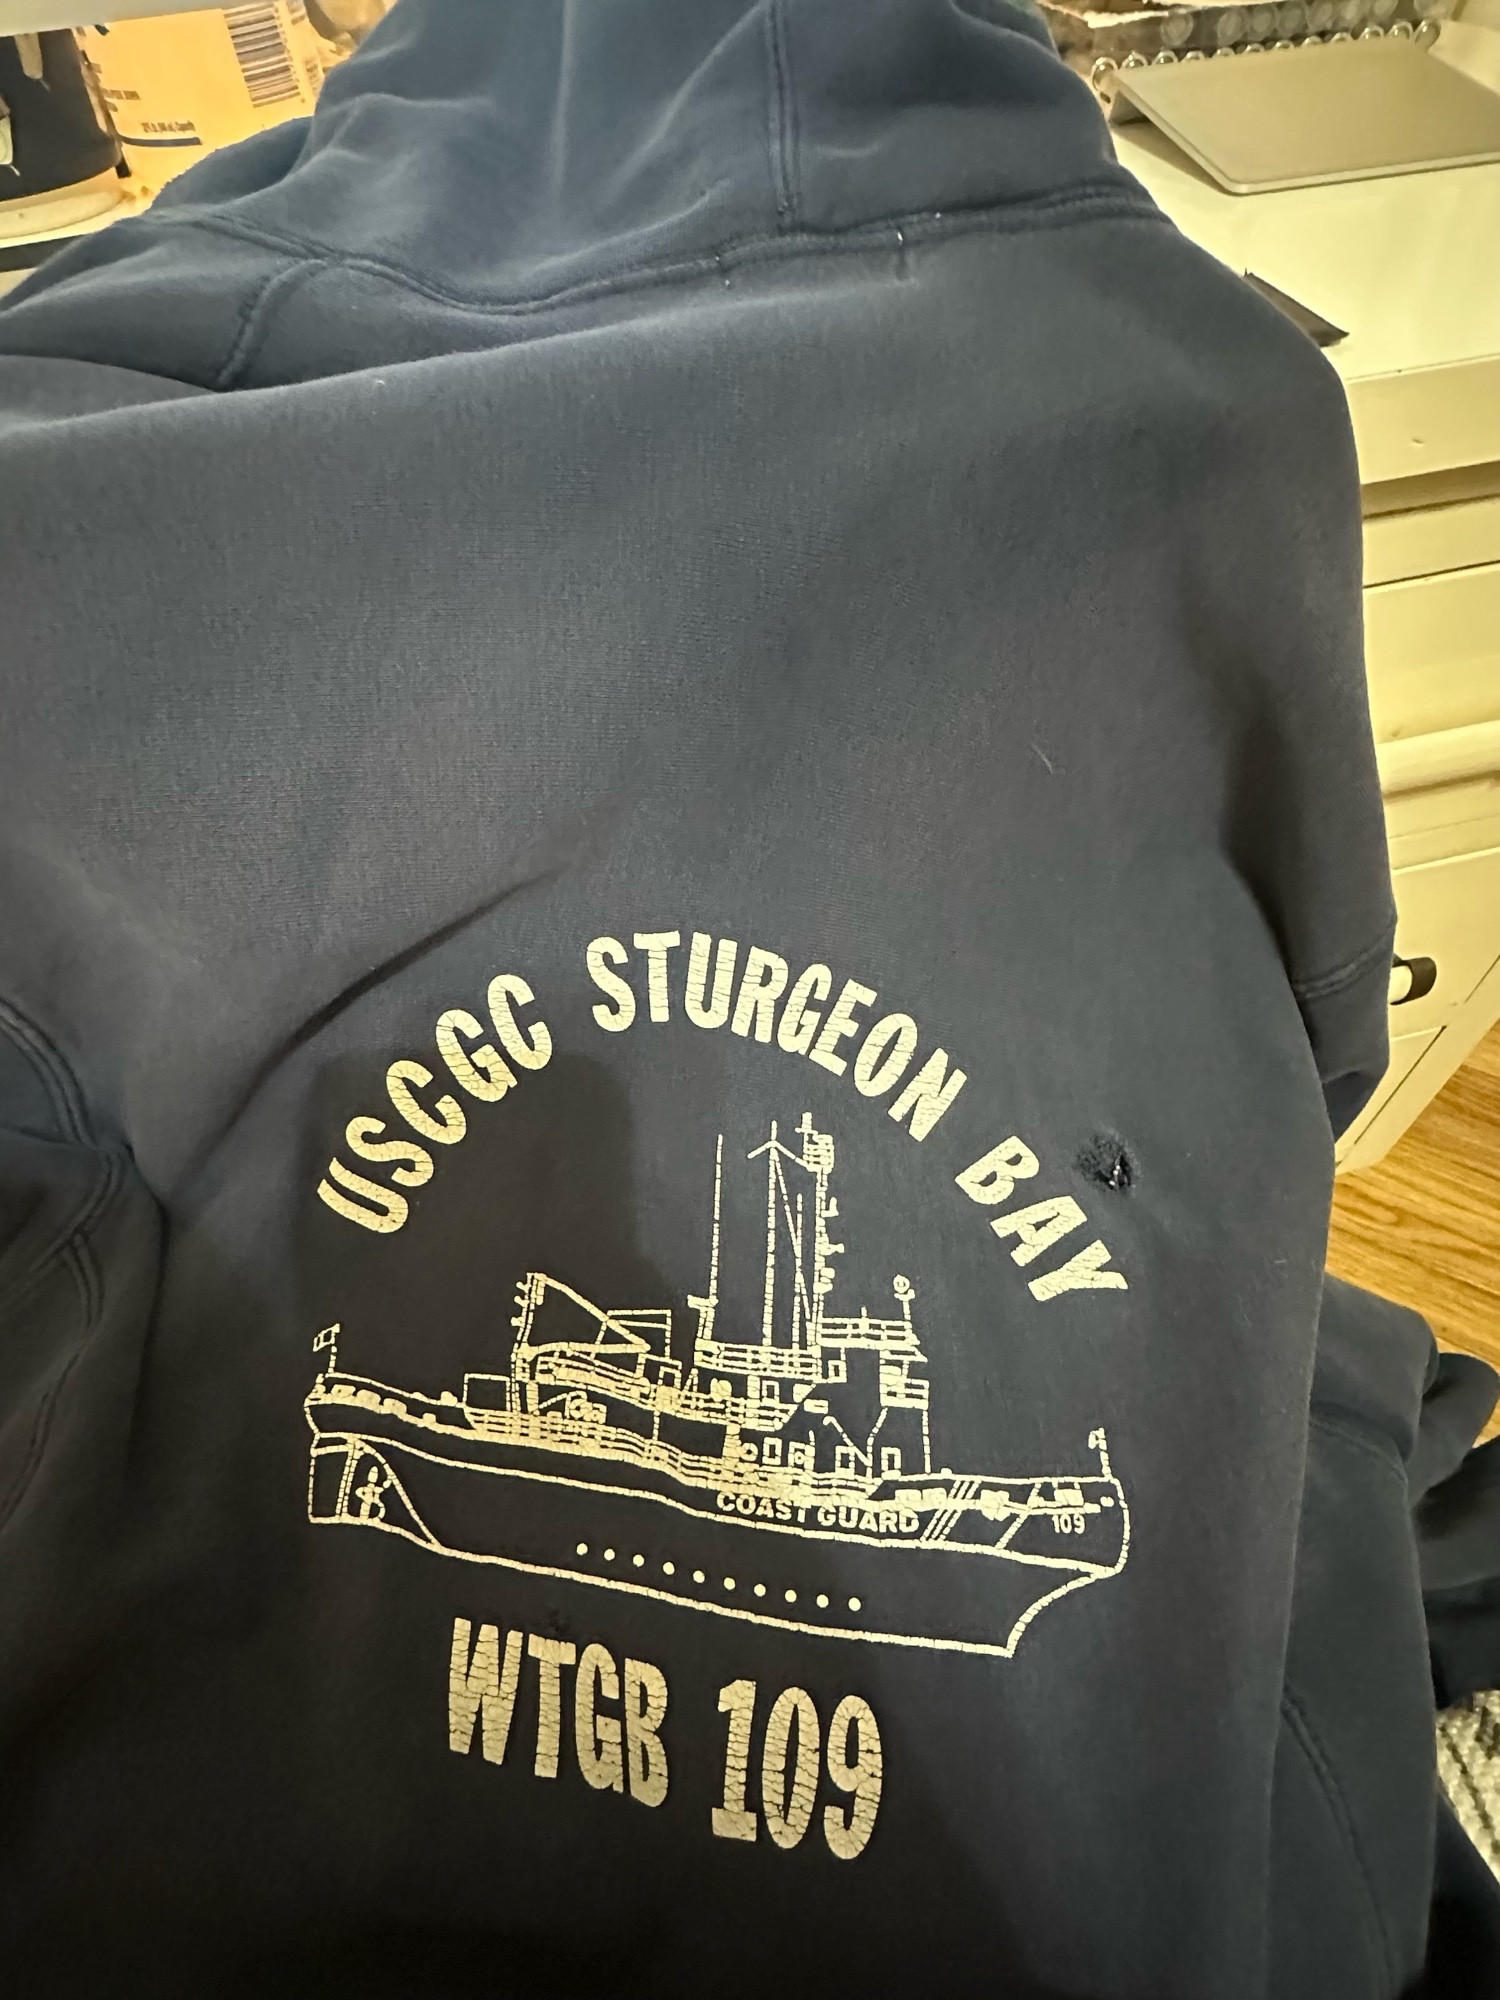 USCGC STURGEON BAY
COAST GUARD
109
WTGB 109